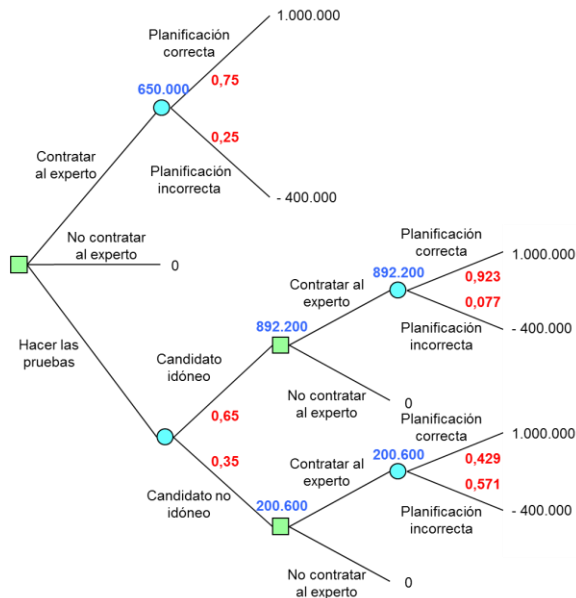 1.000.000
Planificación
correcta
650.000
0,75
0,25
Contratar
al experto
Planificación
incorrecta
- 400.000
No contratar
al experto
0
Hacer las
pruebas
Candidato
idóneo
0,65
0,35
Candidato no
idóneo
892.200
Contratar al
experto
892.200
Planificación
correcta
1.000.000
0,923
0,077
Planificación
incorrecta
- 400.000
No contratar
al experto
0
200.600
Contratar al
experto
200.600
Planificación
correcta
1.000.000
0,429
0,571
Planificación
incorrecta
- 400.000
No contratar
al experto
0